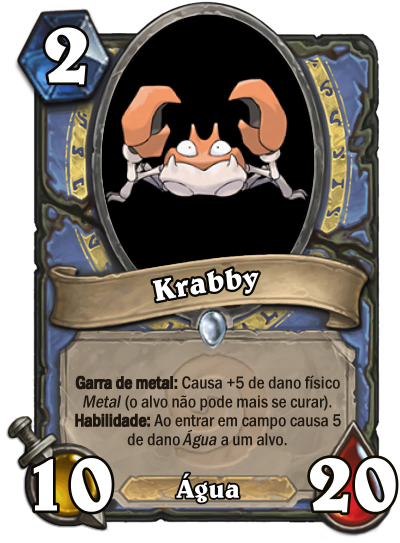 2
Krabby
Garra de metal: Causa +5 de dano físico
Metal (o alvo não pode mais se curar).
Habilidade: Ao entrar em campo causa 5
de dano Água a um alvo.
10
Água
20